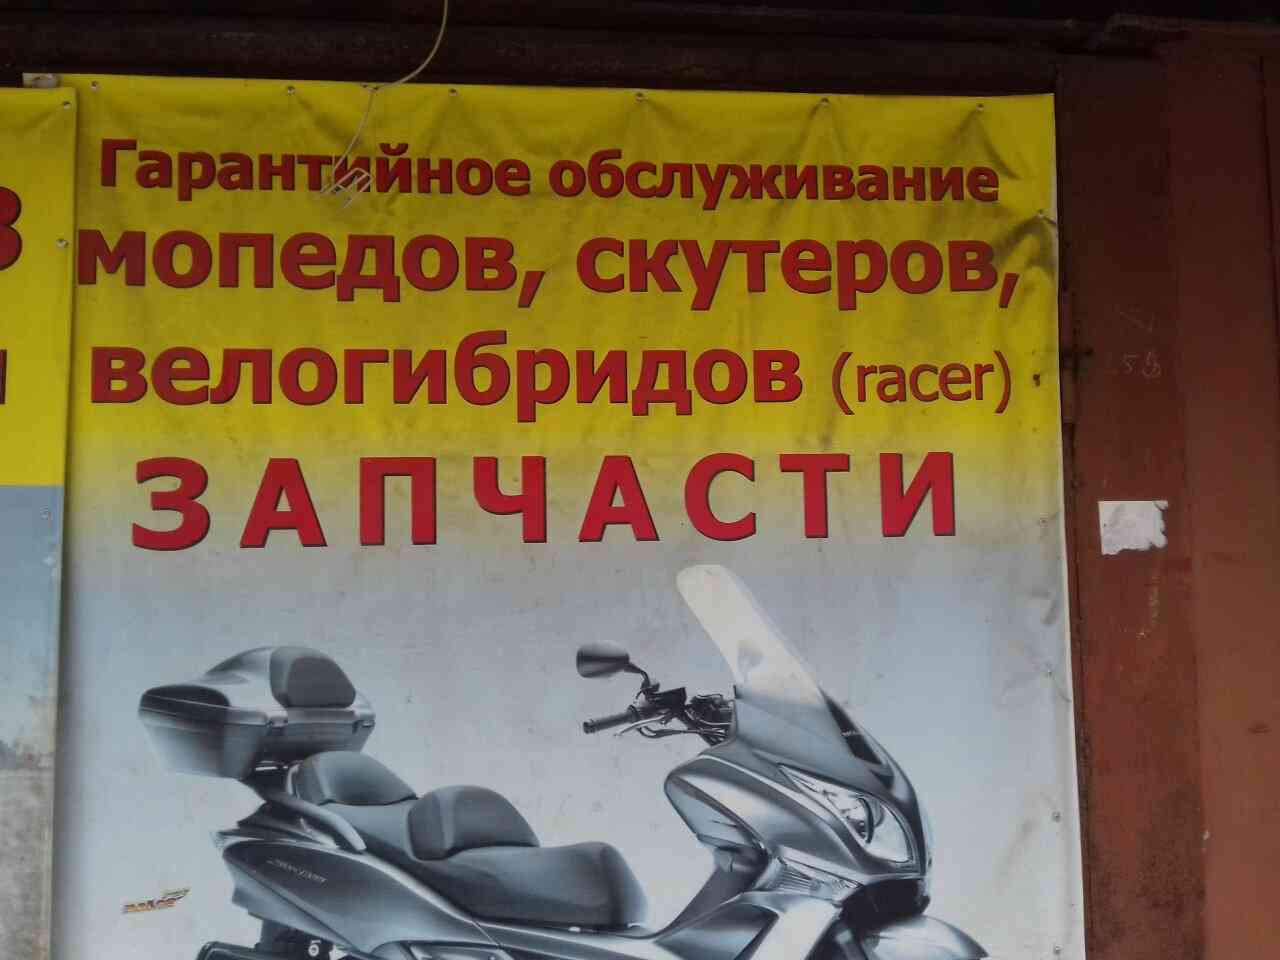 Гарантийное обслуживание
мопедов, скутеров,
велогибридов (racer)
ЗАПЧАСТИ